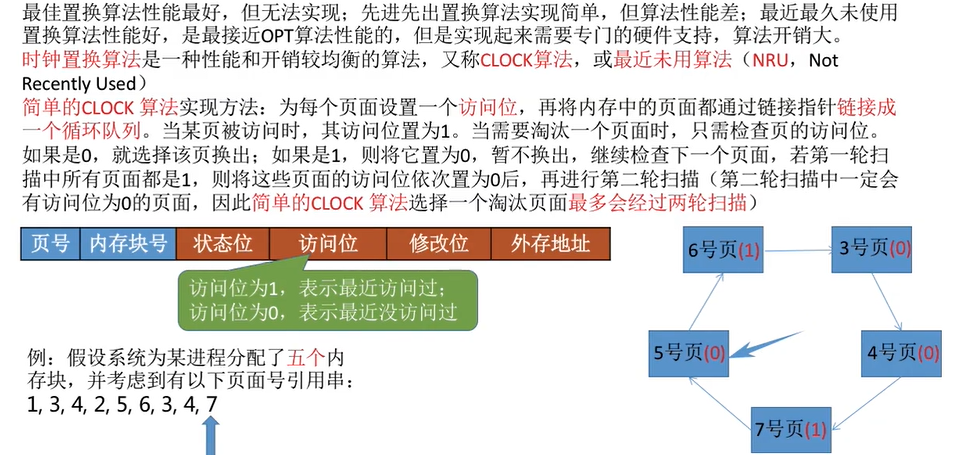 最佳置换算法性能最好，但无法实现；先进先出置换算法实现简单，但算法性能差；最近最久未使用
置换算法性能好，是最接近OPT算法性能的，但是实现起来需要专门的硬件支持，算法开销大。
时钟置换算法是一种性能和开销较均衡的算法，又称CLOCK算法，或最近未用算法（NRU，Not
Recently Used）
简单的CLOCK 算法实现方法：为每个页面设置一个访问位，再将内存中的页面都通过链接指针链接成
一个循环队列。当某页被访问时，其访问位置为1。当需要淘汰一个页面时，只需检查页的访问位。
如果是0，就选择该页换出；如果是1，则将它置为0，暂不换出，继续检查下一个页面，若第一轮扫
描中所有页面都是1，则将这些页面的访问位依次置为0后，再进行第二轮扫描（第二轮扫描中一定会
有访问位为0的页面，因此简单的CLOCK 算法选择一个淘汰页面最多会经过两轮扫描）
页号 内存块号 状态位 访问位 修改位 外存地址
访问位为1，表示最近访问过；
访问位为0，表示最近没访问过
例：假设系统为某进程分配了五个内
存块，并考虑到有以下页面号引用串：
1, 3, 4, 2, 5, 6, 3, 4, 7
6号页(1)
3号页(0)
5号页(0)
4号页(0)
7号页(1)